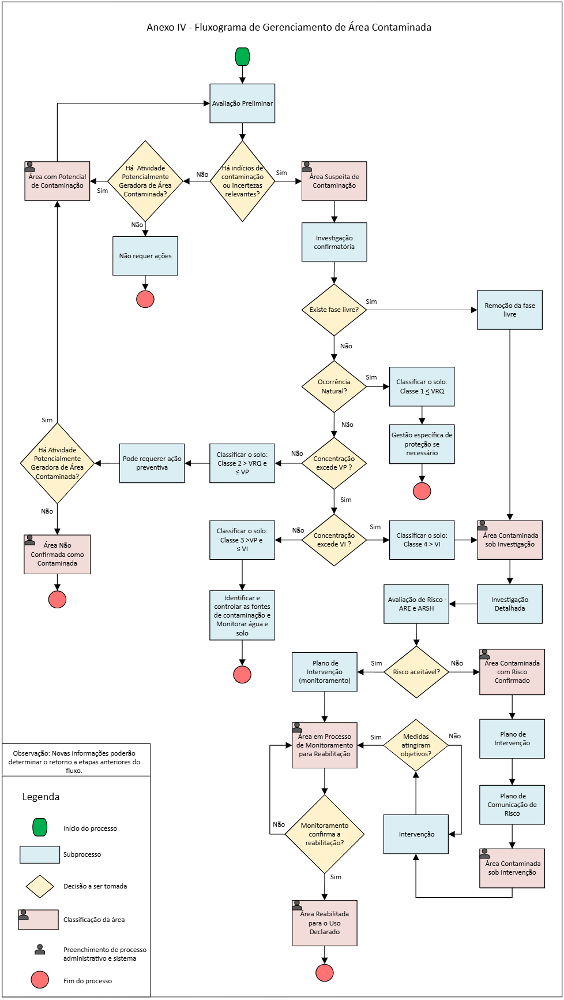 Anexo IV - Fluxograma de Gerenciamento de Área Contaminada
Avaliação Preliminar
Há indícios de
contaminação
ou incertezas
relevantes?
Não
Sim
Há Atividade
Potencialmente
Geradora de Área
Contaminada?
Sim
Não
Área com Potencial
de Contaminação
Área Suspeita de
Contaminação
Não requer ações
Investigação
confirmatória
Existe fase livre?
Sim
Não
Remoção da fase
livre
Ocorrência
Natural?
Sim
Não
Classificar o solo:
Classe 1 ≤ VRQ
Gestão específica de
proteção se
necessário
Concentração
excede VP ?
Não
Sim
Classificar o solo:
Classe 2 > VRQ e
≤ VP
Pode requerer ação
preventiva
Há Atividade
Potencialmente
Geradora de Área
Contaminada?
Sim
Não
Área Não
Confirmada como
Contaminada
Concentração
excede VI ?
Não
Sim
Classificar o solo:
Classe 3 >VP e
≤ VI
Classificar o solo:
Classe 4 > VI
Área Contaminada
sob Investigação
Identificar e
controlar as fontes
de contaminação e
Monitorar água e
solo
Investigação
Detalhada
Avaliação de Risco -
ARE e ARSH
Risco aceitável?
Sim
Não
Plano de
Intervenção
(monitoramento)
Área Contaminada
com Risco
Confirmado
Plano de
Intervenção
Plano de
Comunicação de
Risco
Área Contaminada
sob Intervenção
Intervenção
Medidas
atingiram
objetivos?
Sim
Não
Área em Processo
de Monitoramento
para Reabilitação
Monitoramento
confirma a
reabilitação?
Não
Sim
Área Reabilitada
para o Uso
Declarado
Observação: Novas informações poderão
determinar o retorno a etapas anteriores do
fluxo.
Legenda
Início do processo
Subprocesso
Decisão a ser tomada
Classificação da área
Preenchimento de processo
administrativo e sistema
Fim do processo